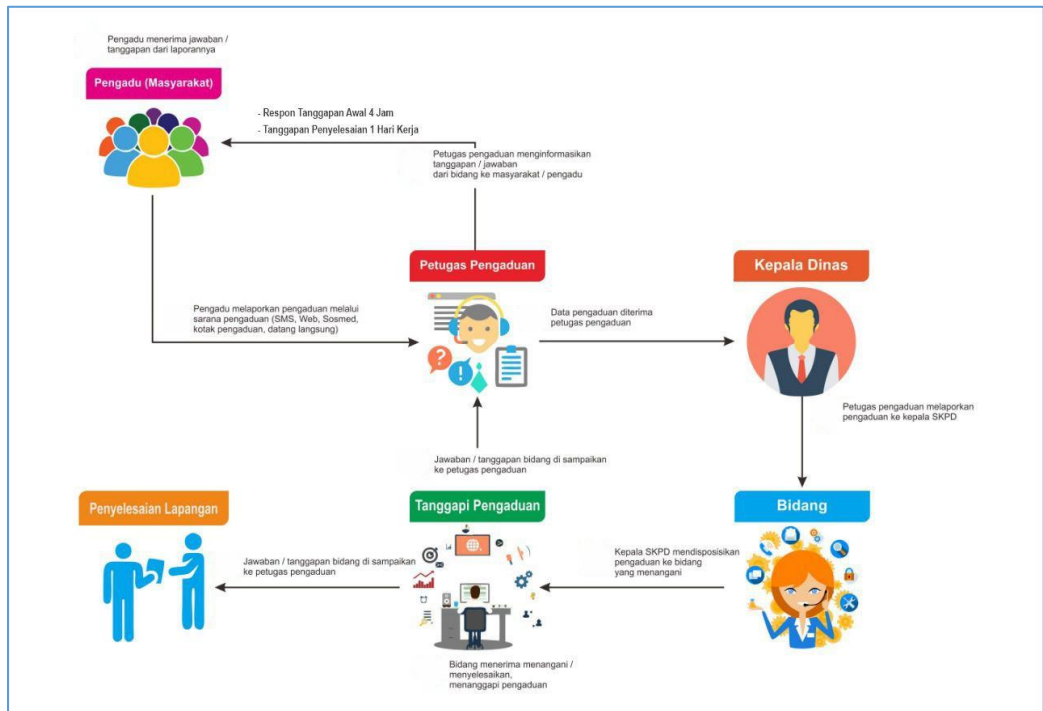 Pengadu menerima jawaban /
tanggapan dari laporannya
Pengadu (Masyarakat)
- Respon Tanggapan Awal 4 Jam
- Tanggapan Penyelesaian 1 Hari Kerja
Petugas pengaduan menginformasikan
tanggapan / jawaban
dari bidang ke masyarakat / pengadu
Petugas Pengaduan
Kepala Dinas
Pengadu melaporkan pengaduan melalui
sarana pengaduan (SMS, Web, Sosmed,
kotak pengaduan, datang langsung)
Data pengaduan diterima
petugas pengaduan
Petugas pengaduan melaporkan
pengaduan ke kepala SKPD
Jawaban / tanggapan bidang di sampaikan
ke petugas pengaduan
Penyelesaian Lapangan
Tanggapi Pengaduan
Bidang
Jawaban / tanggapan bidang di sampaikan
ke petugas pengaduan
Kepala SKPD mendisposisikan
pengaduan ke bidang
yang menangani
Bidang menerima menangani /
menyelesaikan,
menanggapi pengaduan